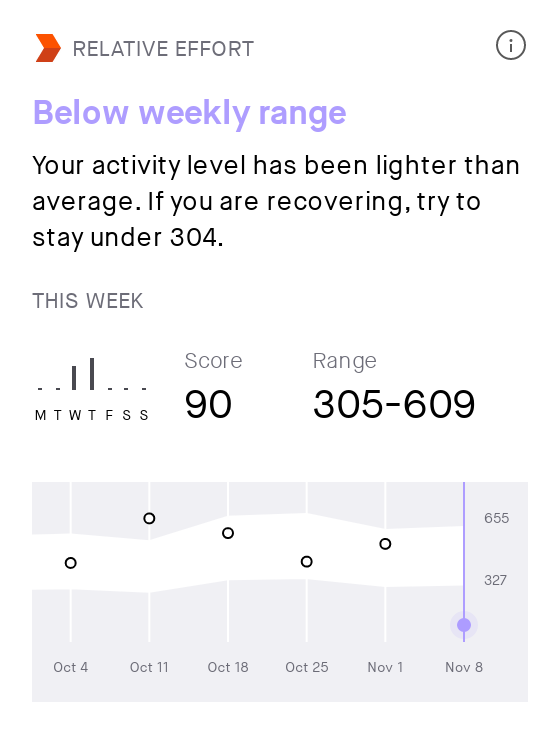 RELATIVE EFFORT
Below weekly range
Your activity level has been lighter than
average. If you are recovering, try to
stay under 304.
THIS WEEK
Score Range
90 305-609
M T W T F S S
655
327
Oct 4 Oct 11 Oct 18 Oct 25 Nov 1 Nov 8